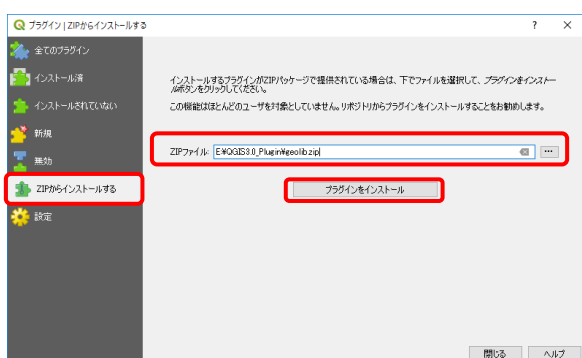 プラグイン | ZIPからインストールする
全てのプラグイン
インストール済
インストールされていない
新規
無効
ZIPからインストールする
設定
インストールするプラグインがZIPパッケージで提供されている場合は、下でファイルを選択して、プラグインをインストー
ルボタンをクリックしてください。
この機能はほとんどのユーザを対象としていません。リポジトリからプラグインをインストールすることをお勧めします。
ZIPファイル: E:¥QGIS3.0_Plugin¥geolib.zip
...
プラグインをインストール
閉じる
ヘルプ